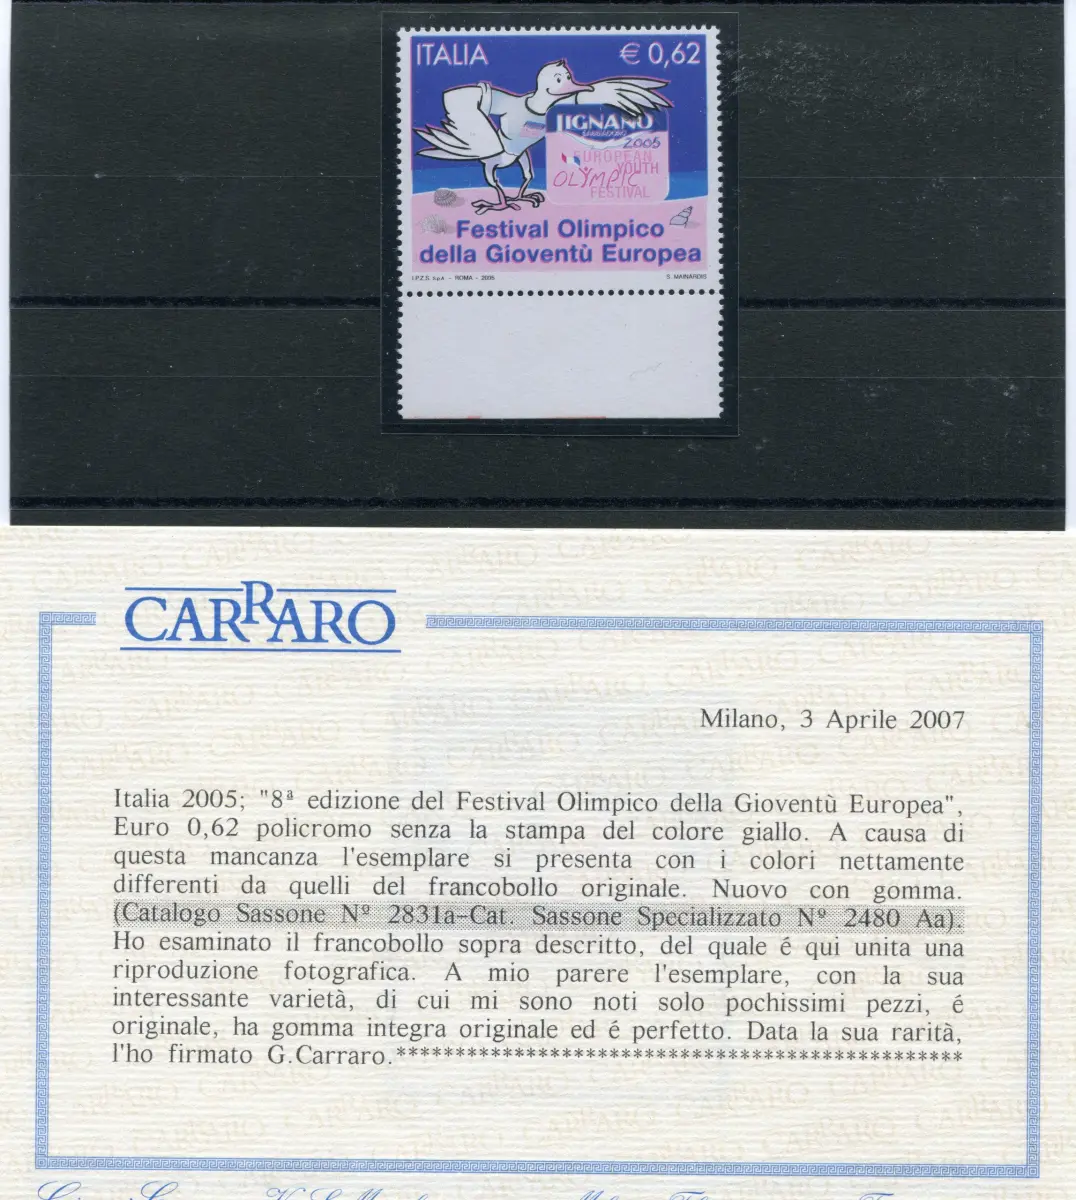 ITALIA € 0,62
LIGNANO
SABBIADORO
2005
EUROPEAN
YOUTH
OLYMPIC
FESTIVAL
Festival Olimpico
della Gioventù Europea
I.P.Z.S. S.p.A. - ROMA - 2005 S. MAINARDIS
CARRARO
Milano, 3 Aprile 2007
Italia 2005; "8ª edizione del Festival Olimpico della Gioventù Europea",
Euro 0,62 policromo senza la stampa del colore giallo. A causa di
questa mancanza l'esemplare si presenta con i colori nettamente
differenti da quelli del francobollo originale. Nuovo con gomma.
(Catalogo Sassone Nº 2831a-Cat. Sassone Specializzato Nº 2480 Aa).
Ho esaminato il francobollo sopra descritto, del quale é qui unita una
riproduzione fotografica. A mio parere l'esemplare, con la sua
interessante varietà, di cui mi sono noti solo pochissimi pezzi, é
originale, ha gomma integra originale ed é perfetto. Data la sua rarità,
l'ho firmato G.Carraro.************************************************